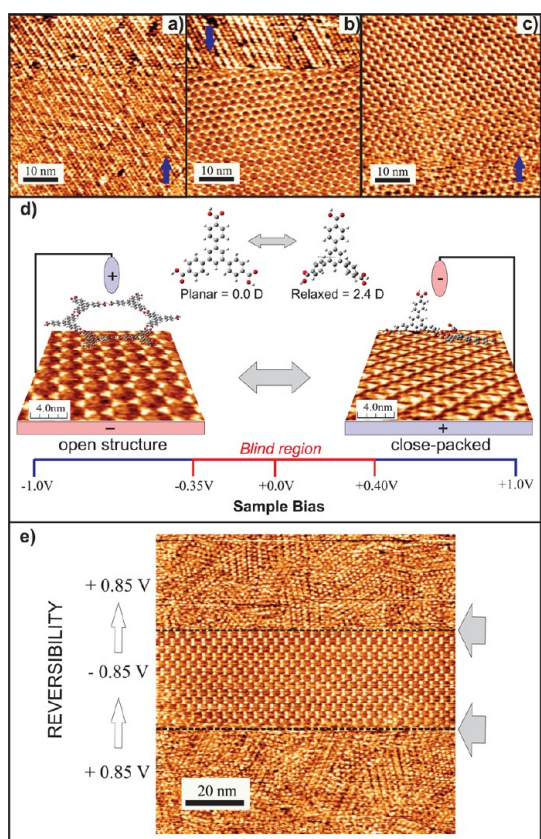 a)
b)
c)
10 nm
10 nm
10 nm
d)
+
-
Planar = 0.0 D
Relaxed = 2.4 D
4.0nm
4.0nm
−
+
open structure
Blind region
close-packed
-1.0V
-0.35V
+0.0V
+0.40V
+1.0V
Sample Bias
e)
+ 0.85 V
- 0.85 V
+ 0.85 V
REVERSIBILITY
20 nm